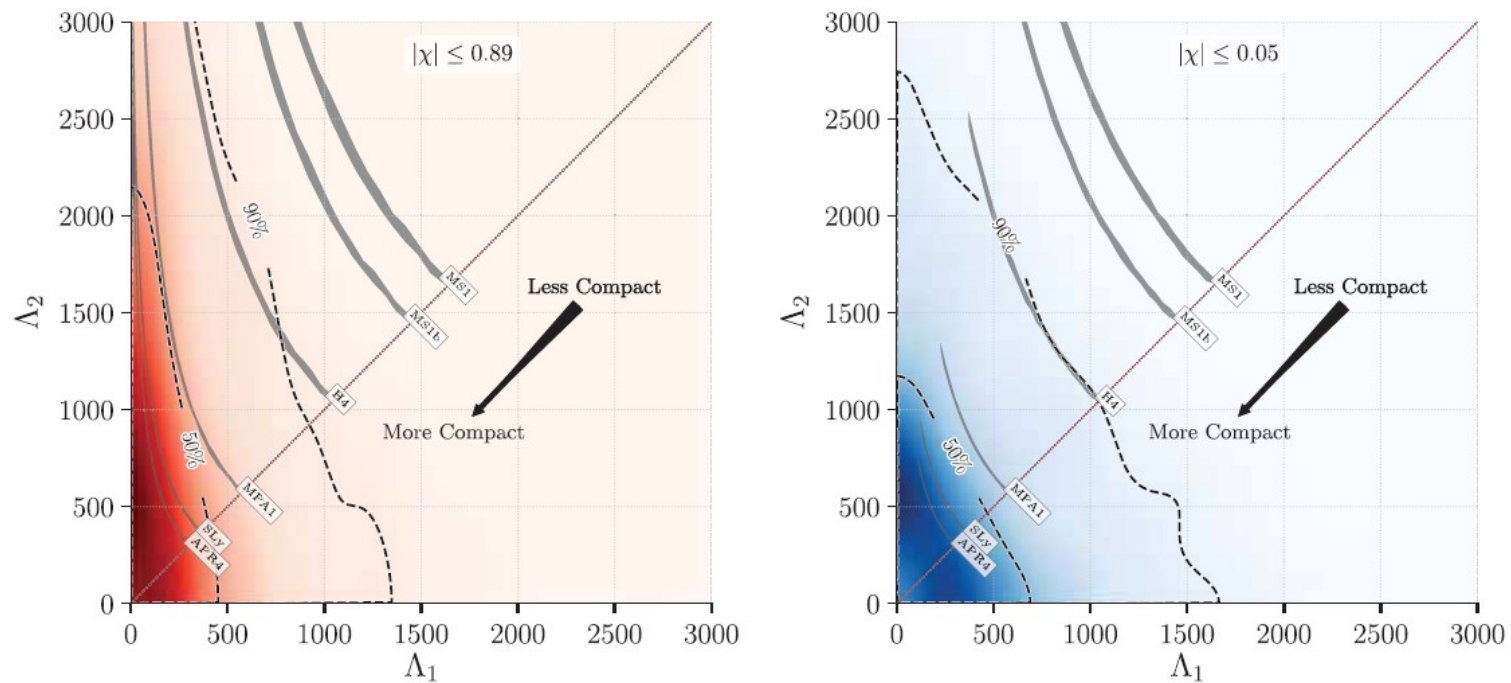 |χ| ≤ 0.89
3000
2500
2000
1500
1000
500
0
Λ₂
90%
50%
MS1
MS1b
H4
MPA1
SLy
APR4
Less Compact
More Compact
0 500 1000 1500 2000 2500 3000
Λ₁
|χ| ≤ 0.05
3000
2500
2000
1500
1000
500
0
Λ₂
90%
50%
MS1
MS1b
H4
MPA1
SLy
APR4
Less Compact
More Compact
0 500 1000 1500 2000 2500 3000
Λ₁